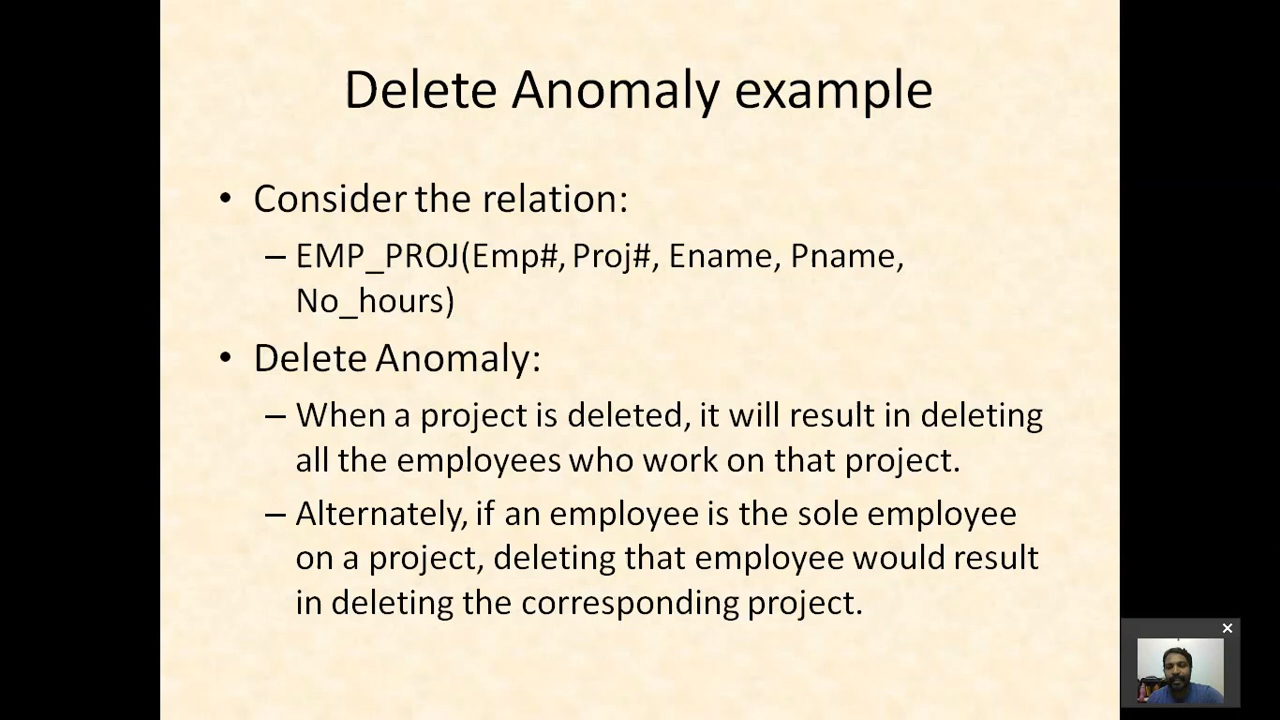 Delete Anomaly example
• Consider the relation:
– EMP_PROJ(Emp#, Proj#, Ename, Pname,
No_hours)
• Delete Anomaly:
– When a project is deleted, it will result in deleting
all the employees who work on that project.
– Alternately, if an employee is the sole employee
on a project, deleting that employee would result
in deleting the corresponding project.